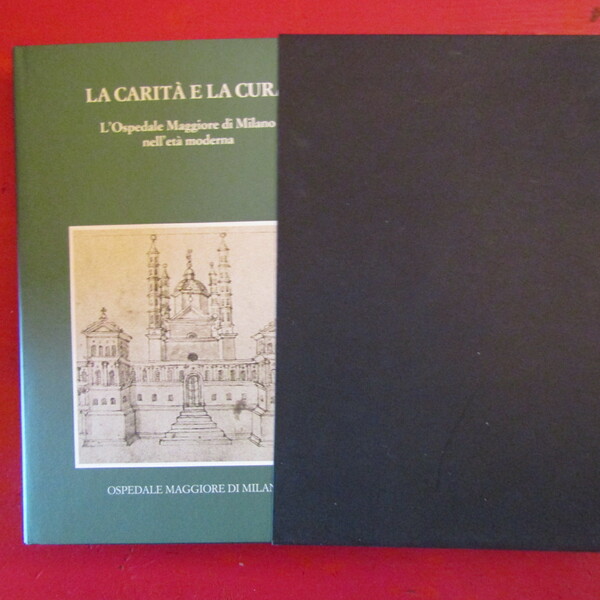 LA CARITÀ E LA CURA
L'Ospedale Maggiore di Milano
nell'età moderna
OSPEDALE MAGGIORE DI MILAN